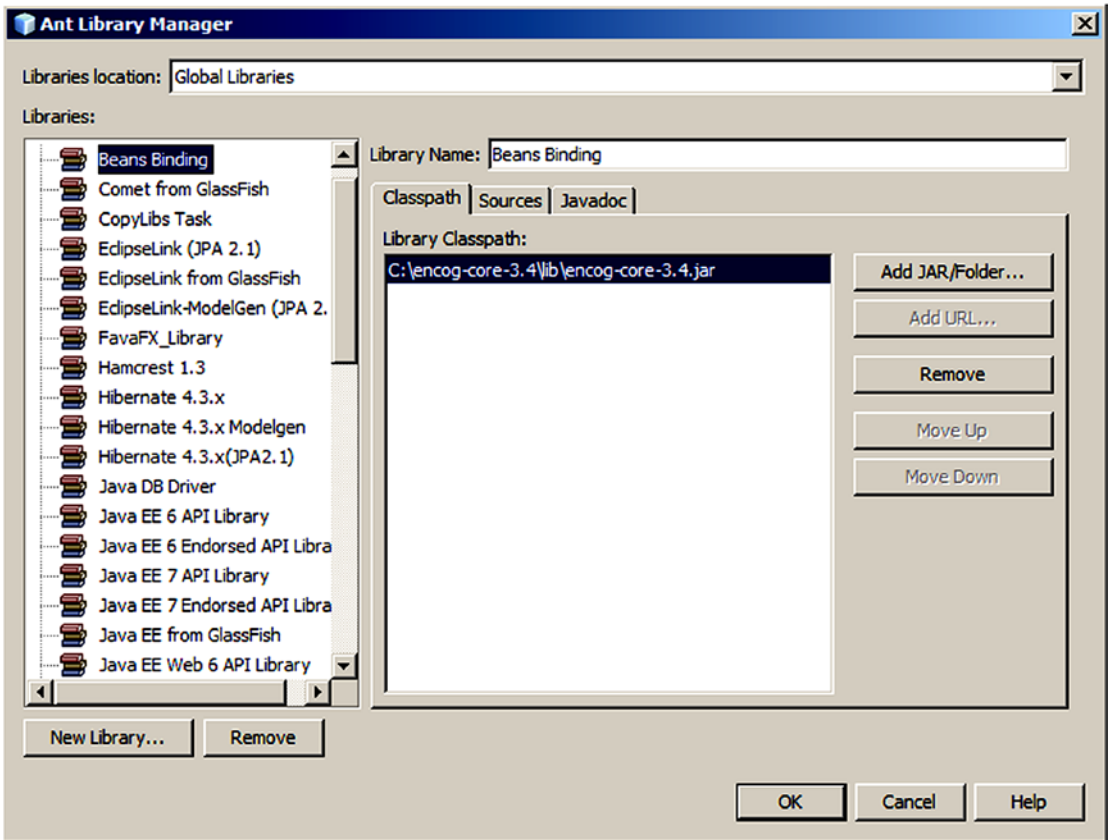 Ant Library Manager
Libraries location: Global Libraries
Libraries:
Beans Binding
Comet from GlassFish
CopyLibs Task
EclipseLink (JPA 2.1)
EclipseLink from GlassFish
EclipseLink-ModelGen (JPA 2.
FavaFX_Library
Hamcrest 1.3
Hibernate 4.3.x
Hibernate 4.3.x Modelgen
Hibernate 4.3.x(JPA2.1)
Java DB Driver
Java EE 6 API Library
Java EE 6 Endorsed API Libra
Java EE 7 API Library
Java EE 7 Endorsed API Libra
Java EE from GlassFish
Java EE Web 6 API Library
New Library... Remove
Library Name: Beans Binding
Classpath Sources Javadoc
Library Classpath:
C:\encog-core-3.4\lib\encog-core-3.4.jar
Add JAR/Folder...
Add URL...
Remove
Move Up
Move Down
OK Cancel Help